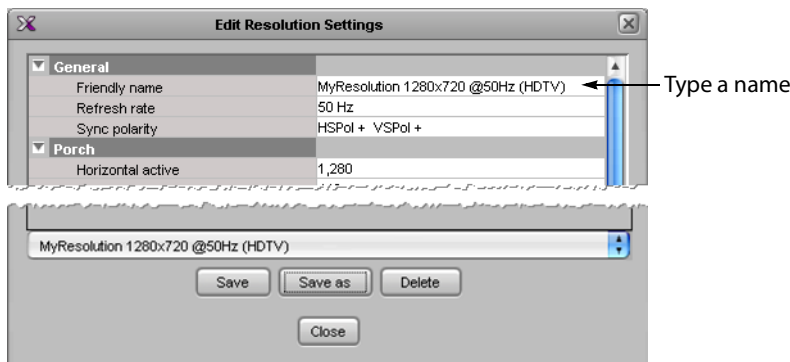 Edit Resolution Settings
General
Friendly name MyResolution 1280x720 @50Hz (HDTV) Type a name
Refresh rate 50 Hz
Sync polarity HSPol + VSPol +
Porch
Horizontal active 1,280
MyResolution 1280x720 @50Hz (HDTV)
Save Save as Delete
Close